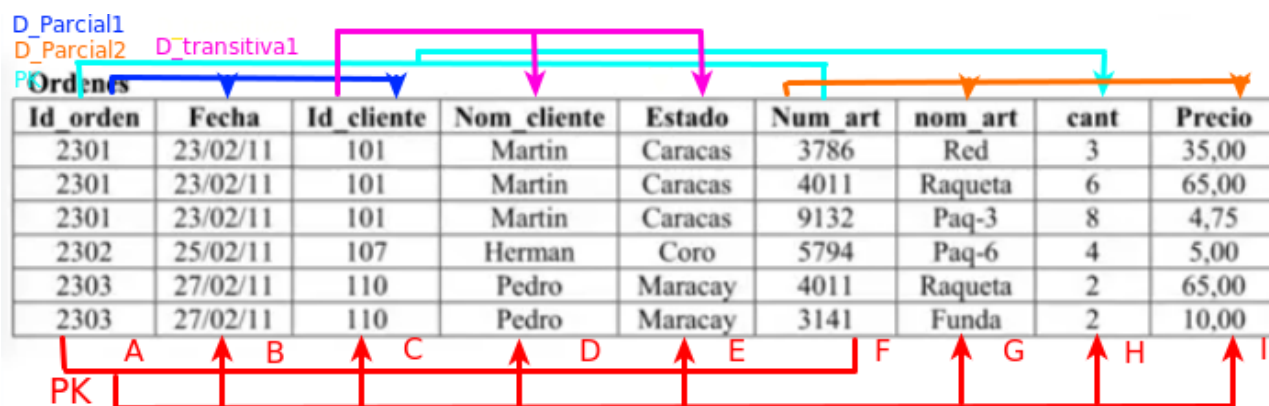 D_Parcial1
D_Parcial2 D_transitiva1
PK Ordenes
Id_orden Fecha Id_cliente Nom_cliente Estado Num_art nom_art cant Precio
2301 23/02/11 101 Martin Caracas 3786 Red 3 35,00
2301 23/02/11 101 Martin Caracas 4011 Raqueta 6 65,00
2301 23/02/11 101 Martin Caracas 9132 Paq-3 8 4,75
2302 25/02/11 107 Herman Coro 5794 Paq-6 4 5,00
2303 27/02/11 110 Pedro Maracay 4011 Raqueta 2 65,00
2303 27/02/11 110 Pedro Maracay 3141 Funda 2 10,00
A B C D E F G H I
PK